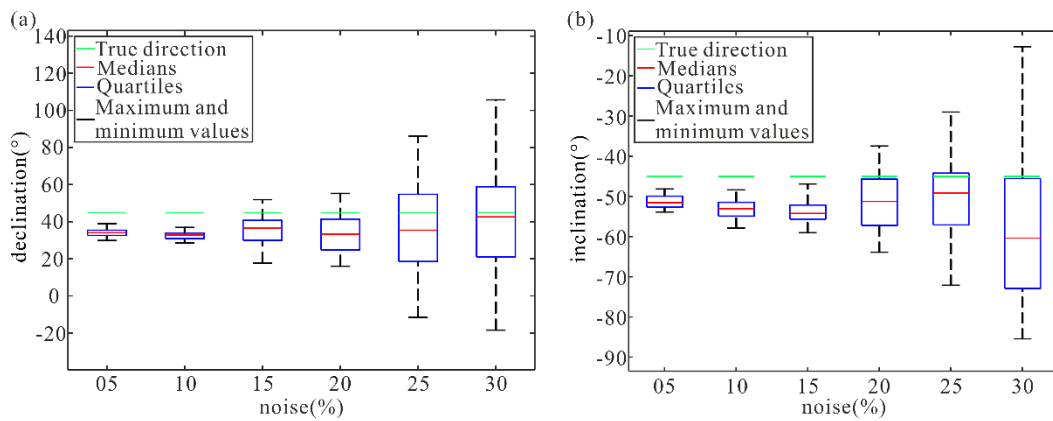 (a)
140
120
100
80
60
40
20
0
-20
declination(°)
True direction
Medians
Quartiles
Maximum and
minimum values
05 10 15 20 25 30
noise(%)
(b)
-10
-20
-30
-40
-50
-60
-70
-80
-90
inclination(°)
True direction
Medians
Quartiles
Maximum and
minimum values
05 10 15 20 25 30
noise(%)